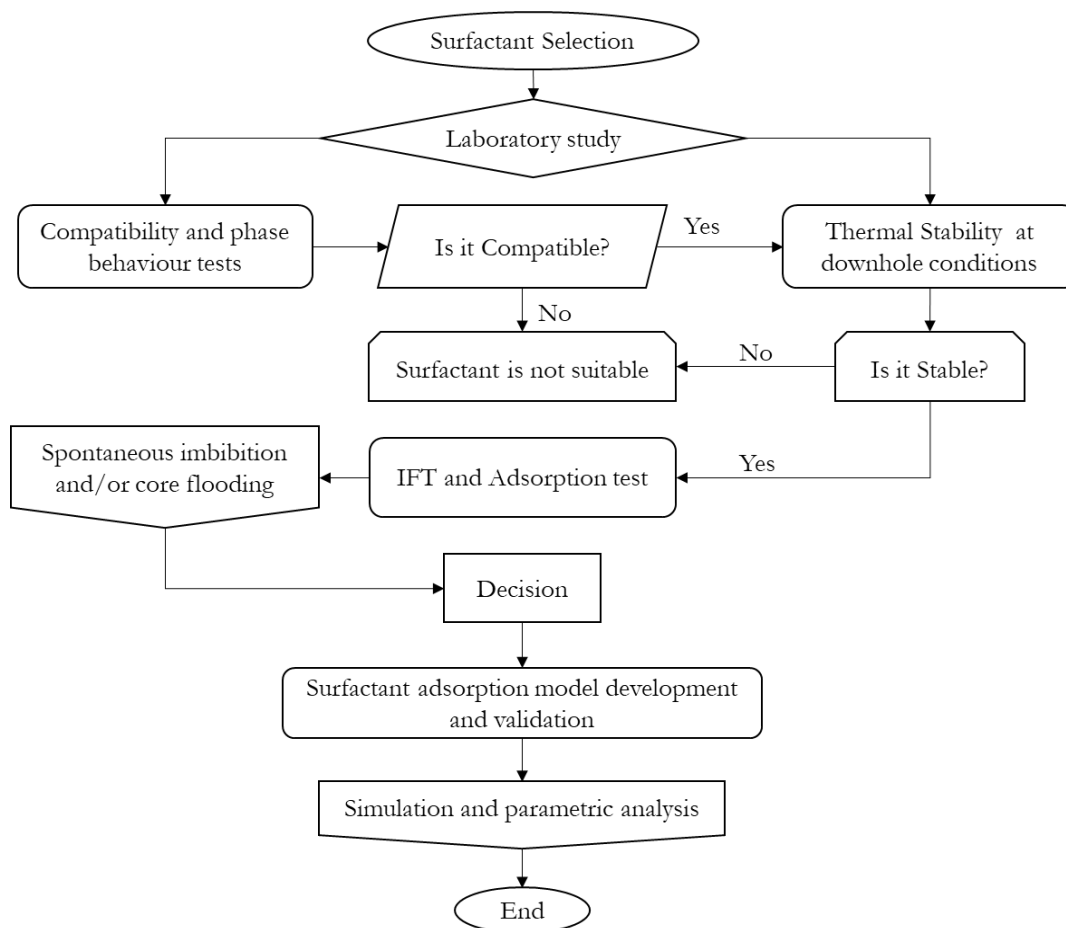 Surfactant Selection
Laboratory study
Compatibility and phase
behaviour tests
Is it Compatible?
Yes
Thermal Stability at
downhole conditions
No
Surfactant is not suitable
No
Is it Stable?
Spontaneous imbibition
and/or core flooding
IFT and Adsorption test
Yes
Decision
Surfactant adsorption model development
and validation
Simulation and parametric analysis
End